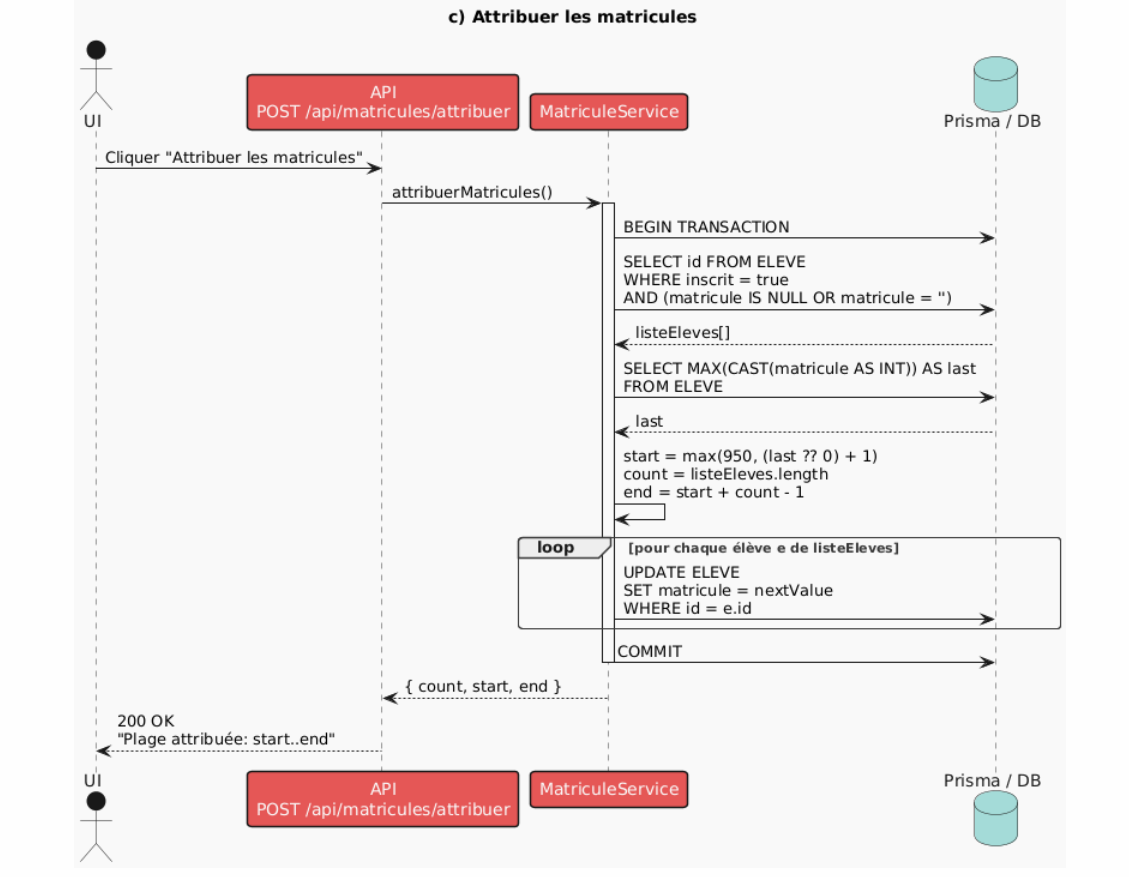 c) Attribuer les matricules
UI
API
POST /api/matricules/attribuer
MatriculeService
Prisma / DB
Cliquer "Attribuer les matricules"
attribuerMatricules()
BEGIN TRANSACTION
SELECT id FROM ELEVE
WHERE inscrit = true
AND (matricule IS NULL OR matricule = '')
listeEleves[]
SELECT MAX(CAST(matricule AS INT)) AS last
FROM ELEVE
last
start = max(950, (last ?? 0) + 1)
count = listeEleves.length
end = start + count - 1
loop [pour chaque élève e de listeEleves]
UPDATE ELEVE
SET matricule = nextValue
WHERE id = e.id
COMMIT
{ count, start, end }
200 OK
"Plage attribuée: start..end"
UI
API
POST /api/matricules/attribuer
MatriculeService
Prisma / DB